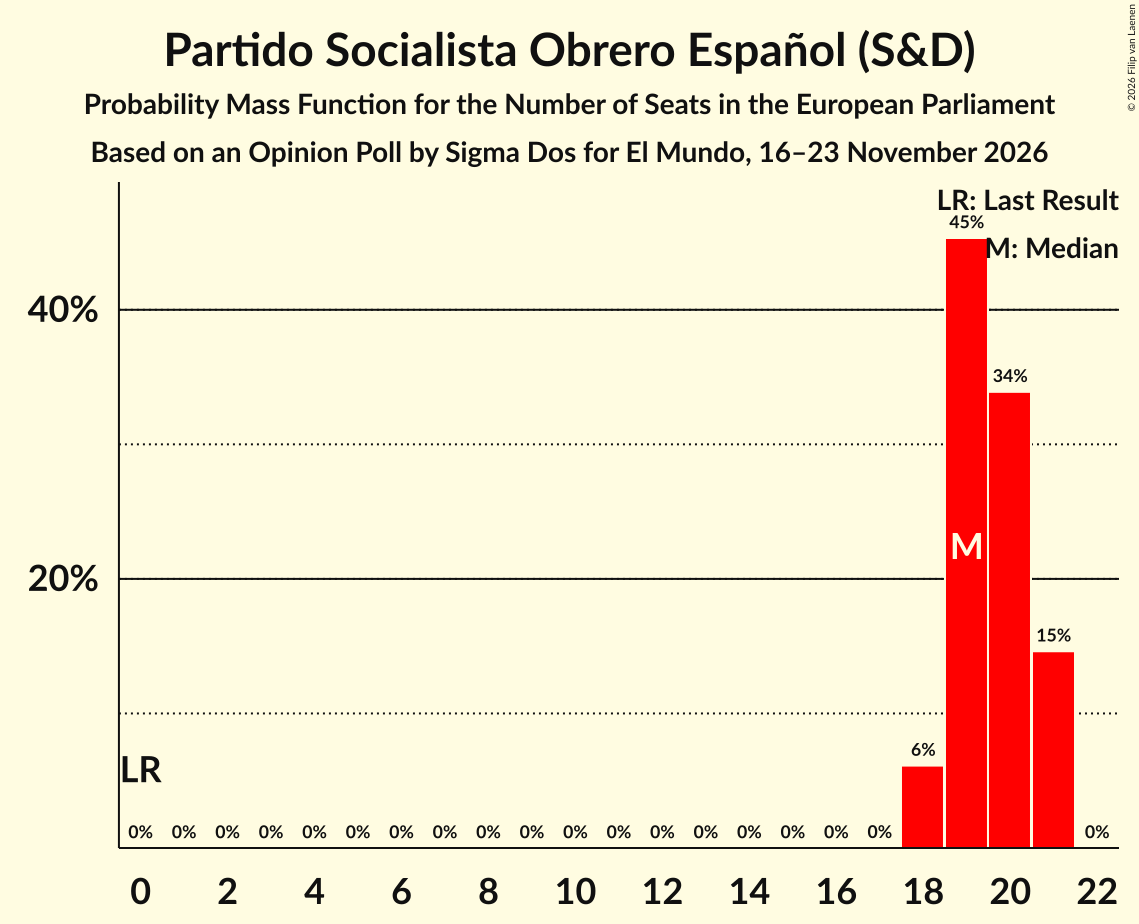 Partido Socialista Obrero Español (S&D)
Probability Mass Function for the Number of Seats in the European Parliament
Based on an Opinion Poll by Sigma Dos for El Mundo, 16–23 November 2026
© 2026 Filip van Laenen
LR: Last Result
M: Median
45%
40%
34%
M
20%
15%
6%
LR
0% 0% 0% 0% 0% 0% 0% 0% 0% 0% 0% 0% 0% 0% 0% 0% 0% 0% 0%
0 2 4 6 8 10 12 14 16 18 20 22